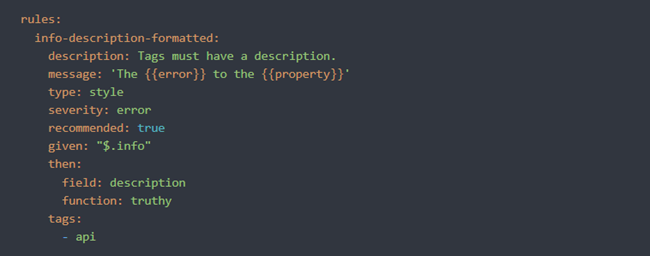 rules:
  info-description-formatted:
    description: Tags must have a description.
    message: 'The {{error}} to the {{property}}'
    type: style
    severity: error
    recommended: true
    given: "$.info"
    then:
      field: description
      function: truthy
    tags:
      - api